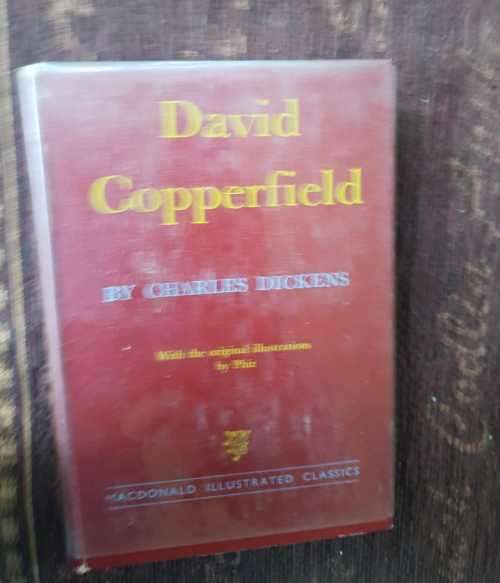 David
Copperfield
BY CHARLES DICKENS
With the original illustrations
by Phiz
MACDONALD ILLUSTRATED CLASSICS